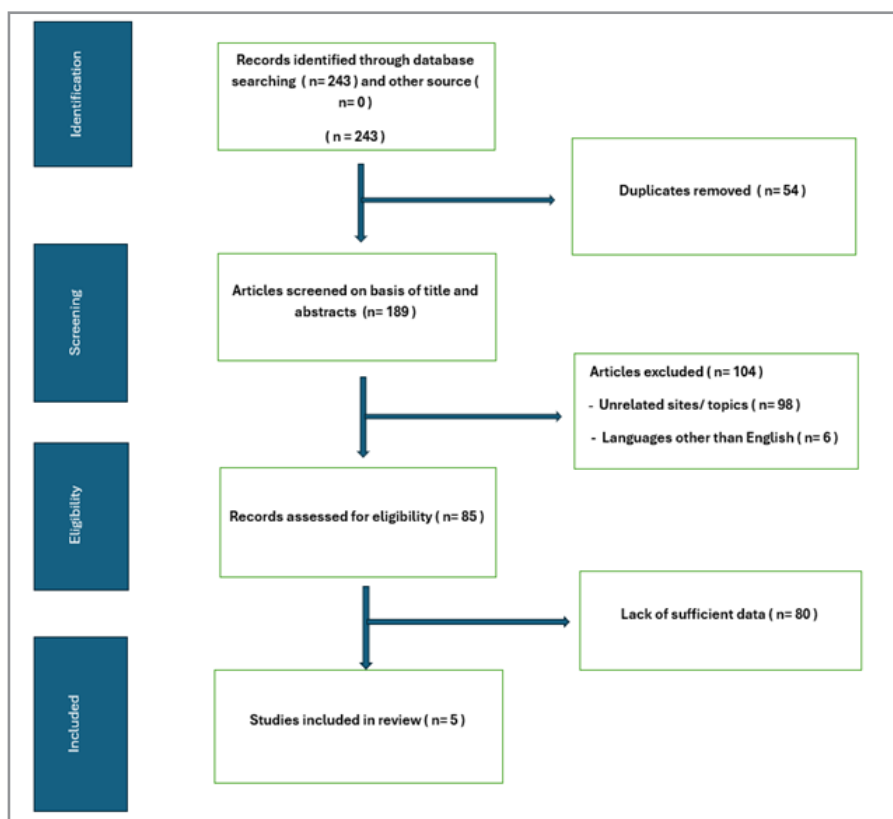 Identification
Records identified through database
searching ( n= 243) and other source (
n= 0)
( n = 243)
Duplicates removed ( n= 54)
Screening
Articles screened on basis of title and
abstracts (n= 189)
Articles excluded ( n= 104)
- Unrelated sites/ topics ( n= 98)
- Languages other than English ( n= 6)
Eligibility
Records assessed for eligibility ( n= 85)
Lack of sufficient data ( n= 80)
Included
Studies included in review ( n= 5)